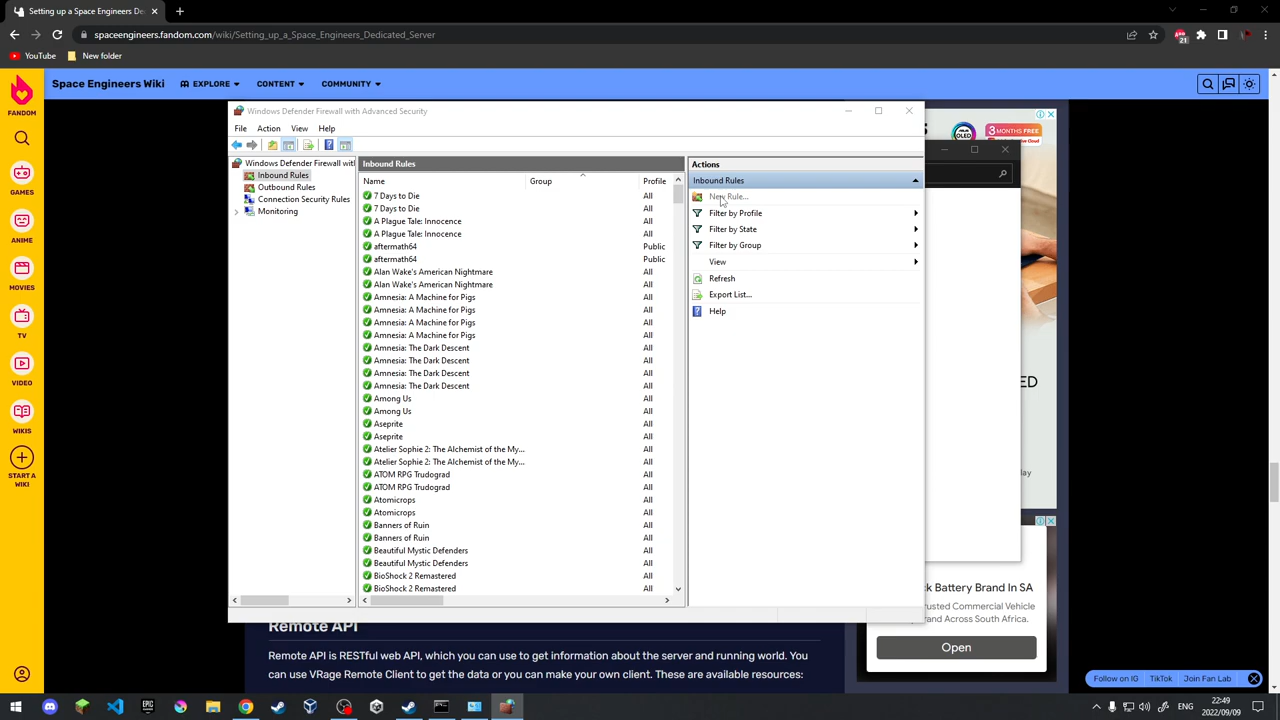 Setting up a Space Engineers De
spaceengineers.fandom.com/wiki/Setting_up_a_Space_Engineers_Dedicated_Server
21
YouTube
New folder
FANDOM
GAMES
ANIME
MOVIES
TV
VIDEO
WIKIS
START A
WIKI
Space Engineers Wiki
EXPLORE
CONTENT
COMMUNITY
Windows Defender Firewall with Advanced Security
File Action View Help
Windows Defender Firewall wit
Inbound Rules
Outbound Rules
Connection Security Rules
Monitoring
Inbound Rules
Name Group Profile
7 Days to Die All
7 Days to Die All
A Plague Tale: Innocence All
A Plague Tale: Innocence All
aftermath64 Public
aftermath64 Public
Alan Wake's American Nightmare All
Alan Wake's American Nightmare All
Amnesia: A Machine for Pigs All
Amnesia: A Machine for Pigs All
Amnesia: A Machine for Pigs All
Amnesia: A Machine for Pigs All
Amnesia: The Dark Descent All
Amnesia: The Dark Descent All
Amnesia: The Dark Descent All
Amnesia: The Dark Descent All
Among Us All
Among Us All
Aseprite All
Aseprite All
Atelier Sophie 2: The Alchemist of the My... All
Atelier Sophie 2: The Alchemist of the My... All
ATOM RPG Trudograd All
ATOM RPG Trudograd All
Atomicrops All
Atomicrops All
Banners of Ruin All
Banners of Ruin All
Beautiful Mystic Defenders All
Beautiful Mystic Defenders All
BioShock 2 Remastered All
BioShock 2 Remastered All
Actions
Inbound Rules
New Rule...
Filter by Profile
Filter by State
Filter by Group
View
Refresh
Export List...
Help
OLED
3 MONTHS FREE
ED
ay
k Battery Brand In SA
rusted Commercial Vehicle
rand Across South Africa.
Open
Remote API
Remote API is RESTful web API, which you can use to get information about the server and running world. You
can use VRage Remote Client to get the data or you can make your own client. These are available resources:
Follow on IG TikTok Join Fan Lab
EPIC
22:49
2022/09/09